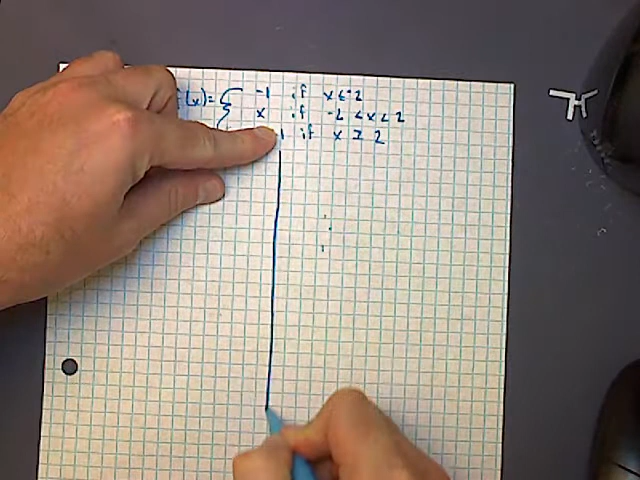 (x) = { -1 if x ≤ -2
x if -2 < x < 2
1 if x ≥ 2